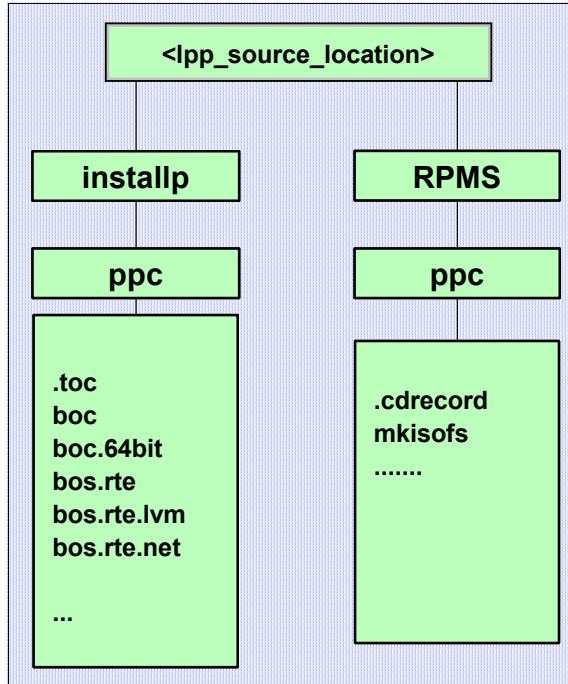 <lpp_source_location>
installp
RPMS
ppc
ppc
.toc
boc
boc.64bit
bos.rte
bos.rte.lvm
bos.rte.net
...
.cdrecord
mkisofs
.......